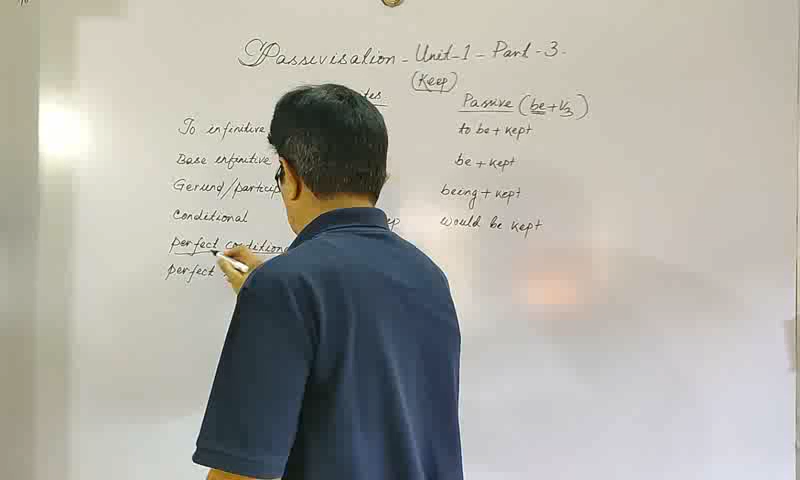 Passivisation - Unit-1 - Part-3.
(Keep)
Passive (be+V3)
To infinitive to be + kept
Base infinitive be + kept
Gerund/particip being + kept
Conditional ep would be kept
perfect conditiona
perfect